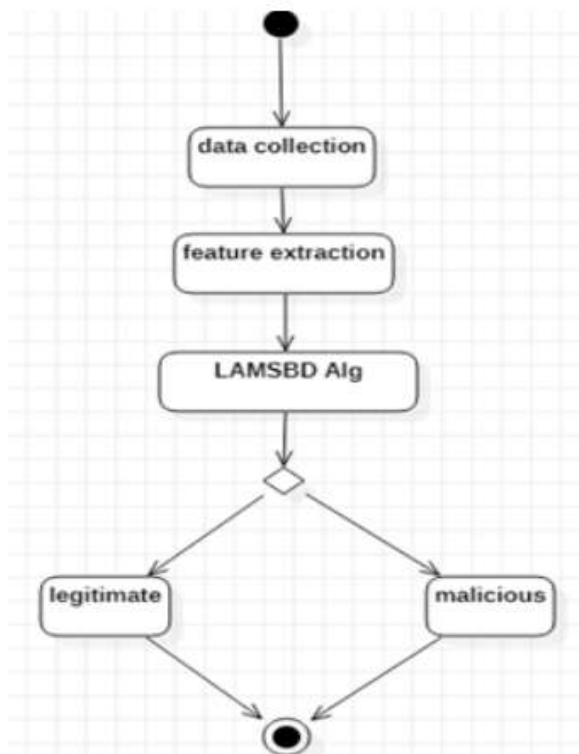 data collection
feature extraction
LAMSBD Alg
legitimate
malicious